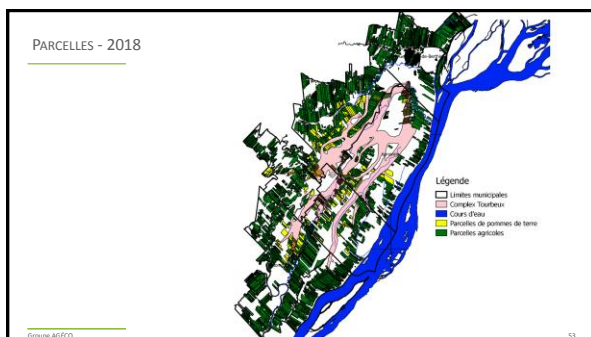 PARCELLES - 2018
Légende
Limites municipales
Complex Tourbeux
Cours d'eau
Parcelles de pommes de terre
Parcelles agricoles
Groupe AGÉCO
53